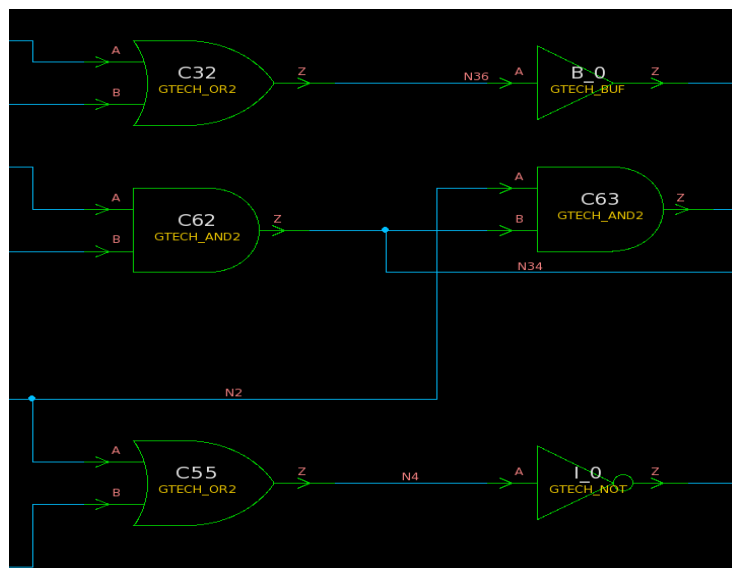 A
C32
Z
N36
A
B_0
Z
GTECH_OR2
GTECH_BUF
B
A
C62
Z
A
C63
Z
GTECH_AND2
B
GTECH_AND2
B
N34
N2
A
C55
Z
N4
A
I_0
Z
GTECH_OR2
GTECH_NOT
B